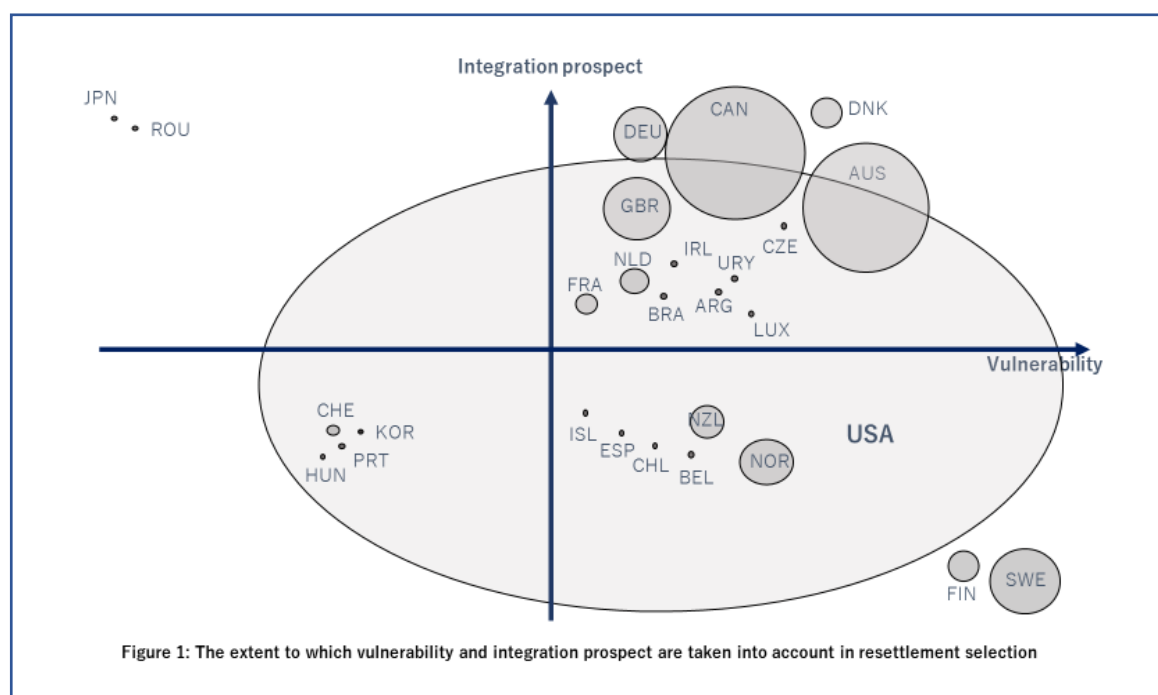 Integration prospect
JPN
ROU
DEU
CAN
DNK
AUS
GBR
CZE
IRL
URY
NLD
FRA
BRA
ARG
LUX
Vulnerability
CHE
KOR
PRT
HUN
ISL
ESP
CHL
BEL
NZL
NOR
USA
FIN
SWE
Figure 1: The extent to which vulnerability and integration prospect are taken into account in resettlement selection